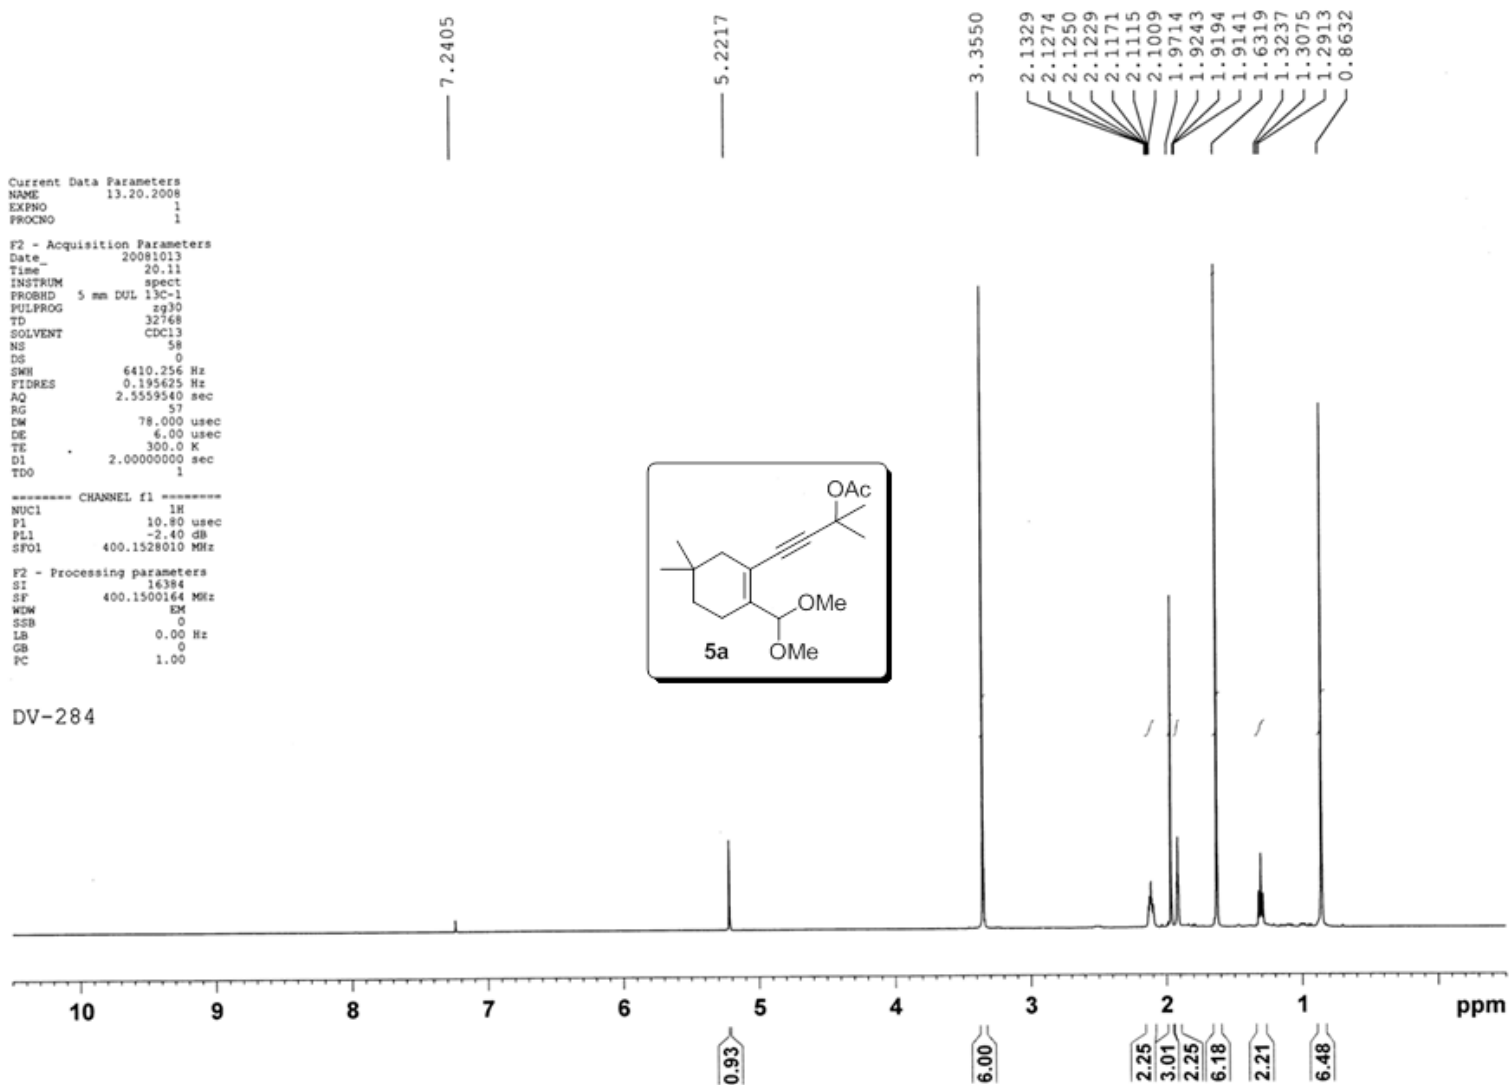 7.2405
5.2217
3.3550
2.1329
2.1274
2.1250
2.1229
2.1171
2.1115
2.1009
1.9714
1.9243
1.9194
1.9141
1.6319
1.3237
1.3075
1.2913
0.8632
Current Data Parameters
NAME 13.20.2008
EXPNO 1
PROCNO 1
F2 - Acquisition Parameters
Date_ 20081013
Time 20.11
INSTRUM spect
PROBHD 5 mm DUL 13C-1
PULPROG zg30
TD 32768
SOLVENT CDCl3
NS 58
DS 0
SWH 6410.256 Hz
FIDRES 0.195625 Hz
AQ 2.5559540 sec
RG 57
DW 78.000 usec
DE 6.00 usec
TE 300.0 K
D1 2.00000000 sec
TD0 1
======== CHANNEL f1 ========
NUC1 1H
P1 10.80 usec
PL1 -2.40 dB
SFO1 400.1528010 MHz
F2 - Processing parameters
SI 16384
SF 400.1500164 MHz
WDW EM
SSB 0
LB 0.00 Hz
GB 0
PC 1.00
DV-284
OAc
OMe
5a OMe
10 9 8 7 6 5 4 3 2 1 ppm
0.93
6.00
2.25
3.01
2.25
6.18
2.21
6.48